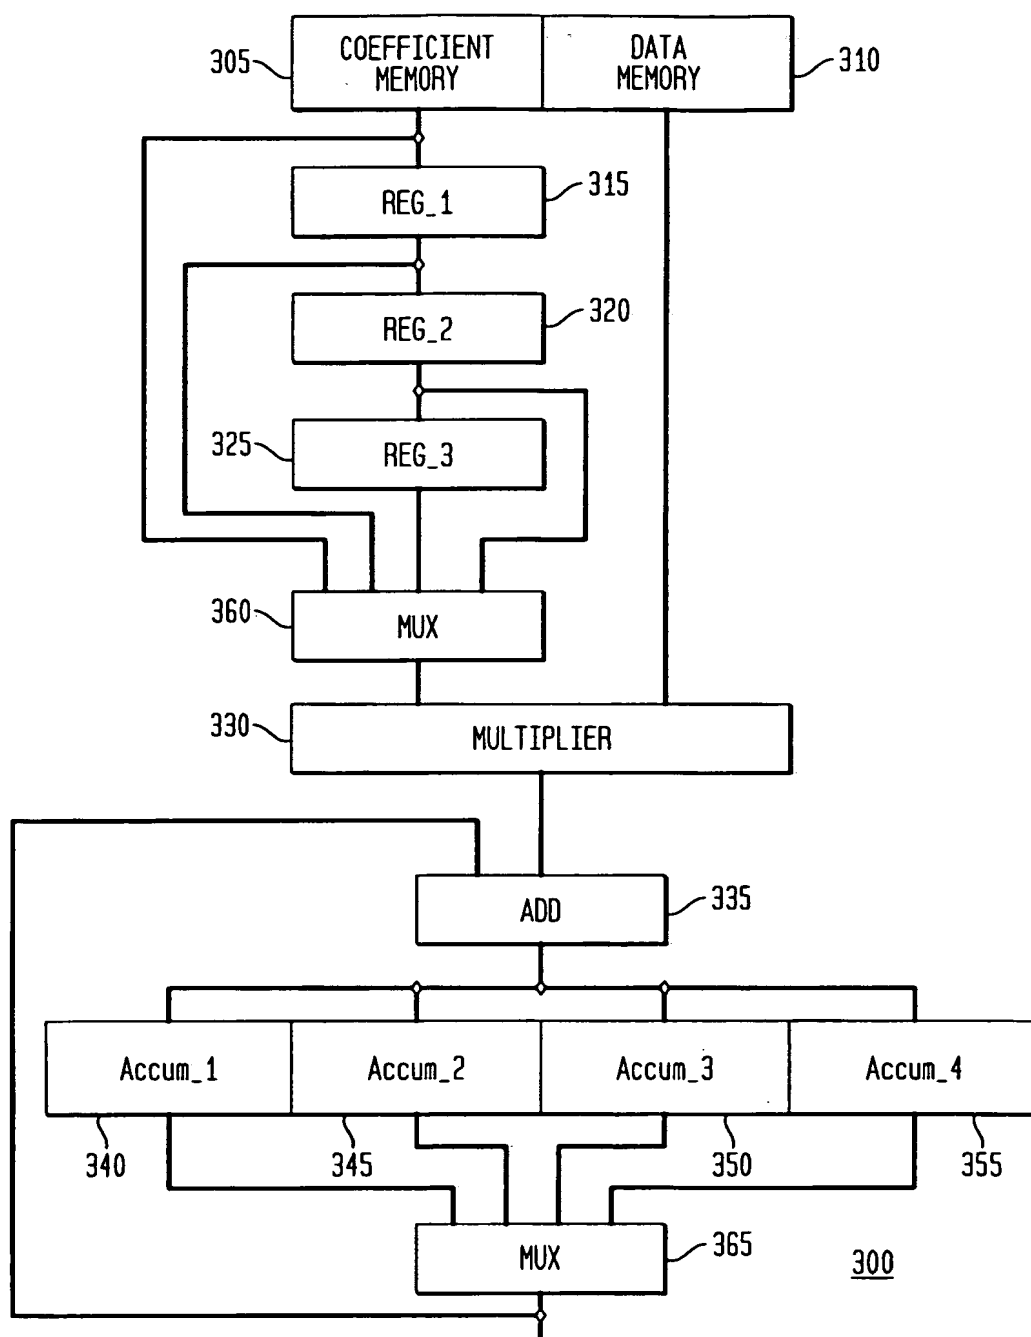 305
COEFFICIENT
MEMORY
DATA
MEMORY
310
REG_1
315
REG_2
320
325
REG_3
360
MUX
330
MULTIPLIER
ADD
335
Accum_1
Accum_2
Accum_3
Accum_4
340
345
350
355
MUX
365
300